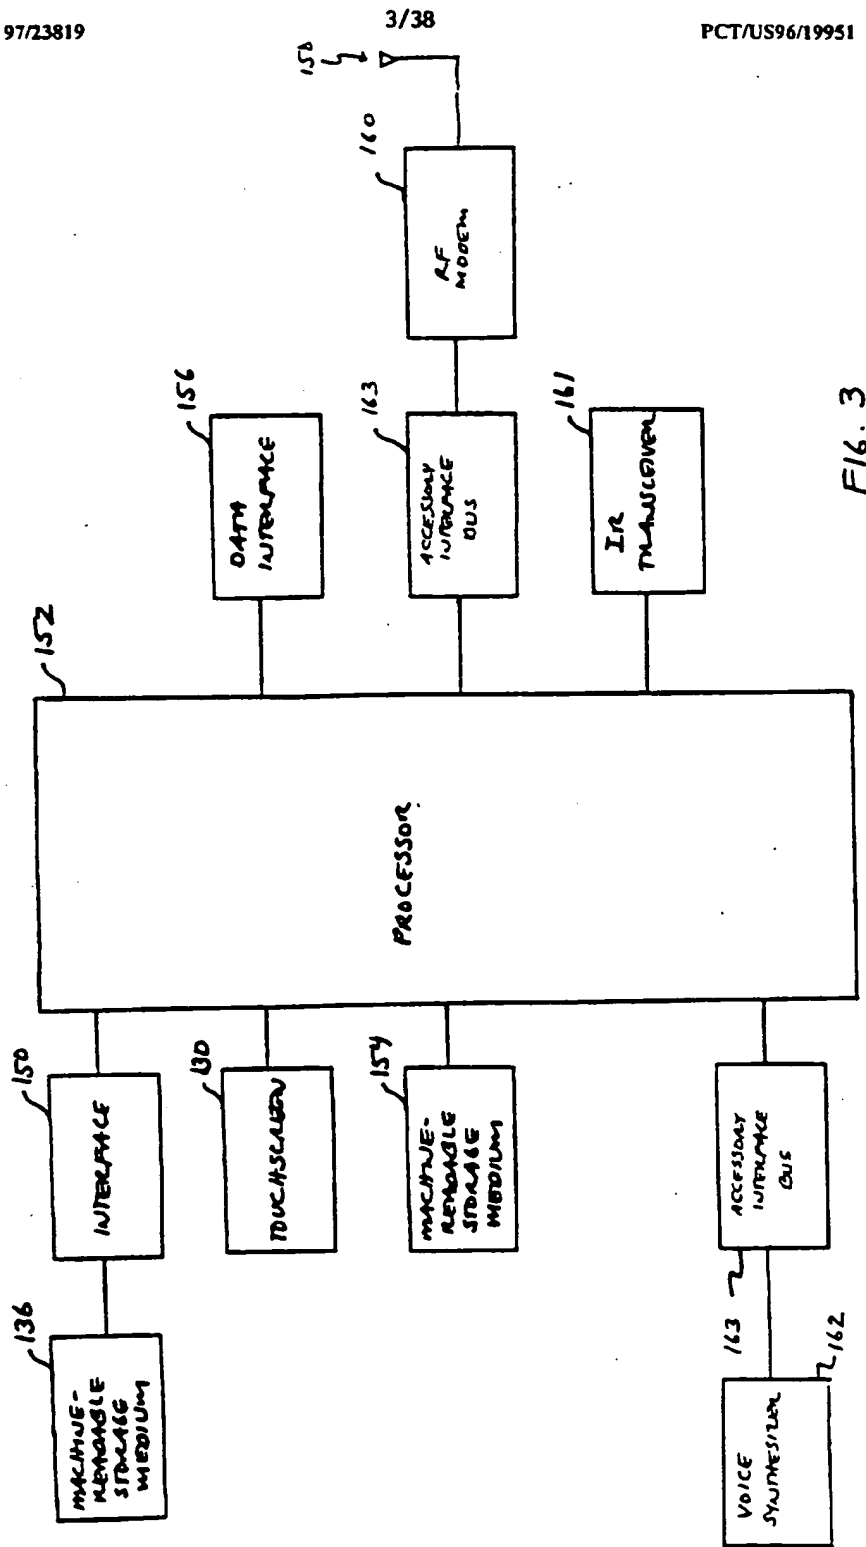 97/23819
3/38
PCT/US96/19951
158
160
RF
MODEM
156
DATA
INTERFACE
163
ACCESSORY
INTERFACE
BUS
161
IR
TRANSCEIVER
FIG. 3
152
PROCESSOR
150
INTERFACE
130
TOUCHSCREEN
154
MACHINE-
READABLE
STORAGE
MEDIUM
ACCESSORY
INTERFACE
BUS
163
136
MACHINE-
READABLE
STORAGE
MEDIUM
162
VOICE
SYNTHESIZER